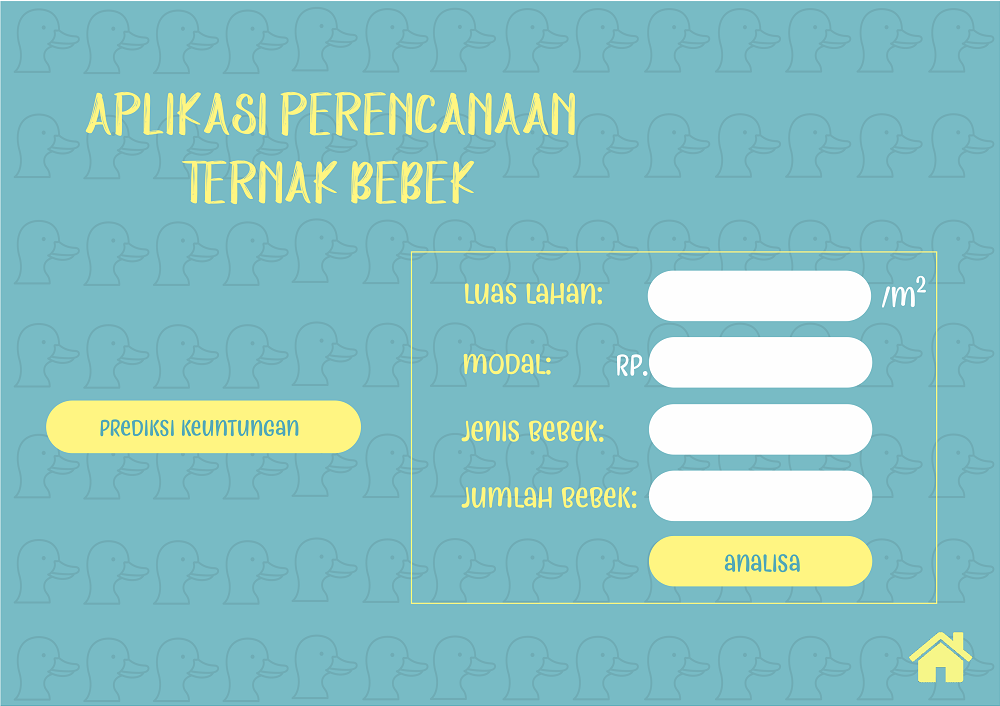 APLIKASI PERENCANAAN
TERNAK BEBEK
Luas Lahan: /m²
Modal: RP.
Jenis Bebek:
PREDIKSI Keuntungan
Jumlah Bebek:
Analisa